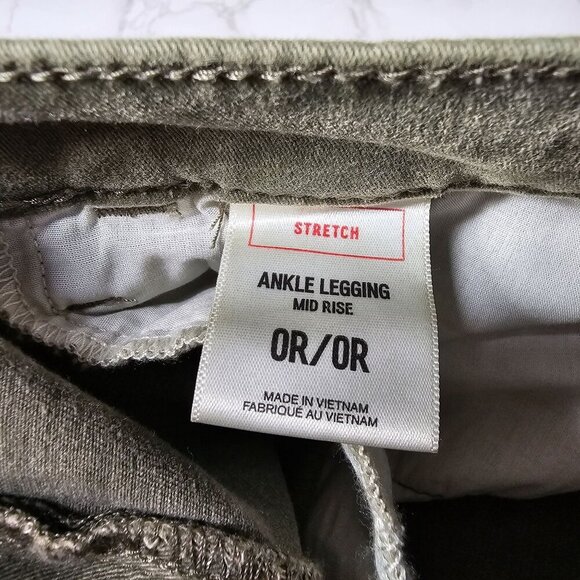 STRETCH
ANKLE LEGGING
MID RISE
0R/0R
MADE IN VIETNAM
FABRIQUÉ AU VIETNAM